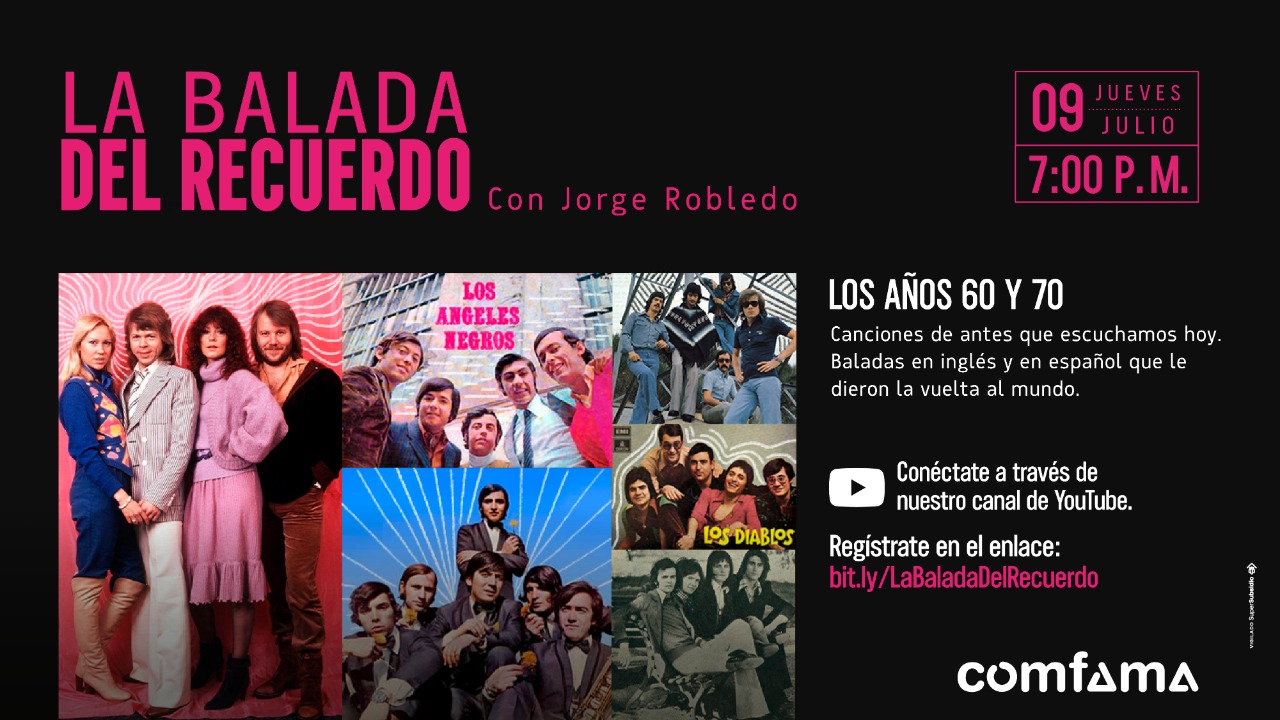 LA BALADA
DEL RECUERDO Con Jorge Robledo
09 JUEVES
JULIO
7:00 P.M.
LOS
ANGELES
NEGROS
LOS DIABLOS
LOS AÑOS 60 Y 70
Canciones de antes que escuchamos hoy.
Baladas en inglés y en español que le
dieron la vuelta al mundo.
Conéctate a través de
nuestro canal de YouTube.
Regístrate en el enlace:
bit.ly/LaBaladaDelRecuerdo
VIGILADO SuperSubsidio
comfama